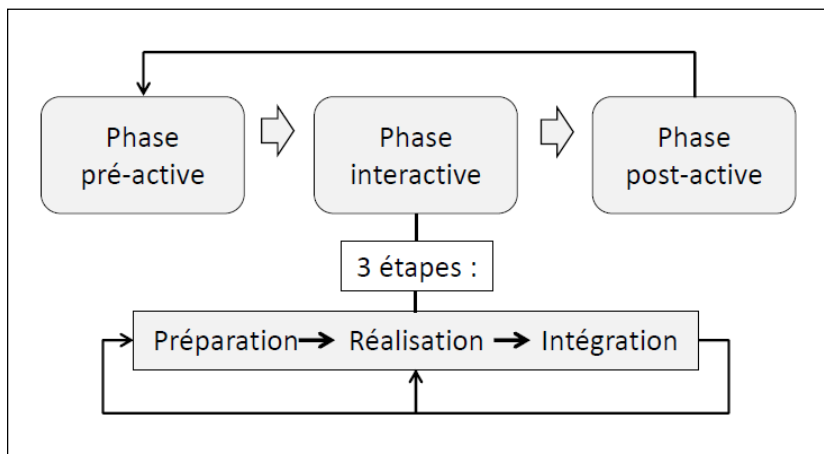 Phase
pré-active
Phase
interactive
Phase
post-active
3 étapes :
Préparation Réalisation Intégration